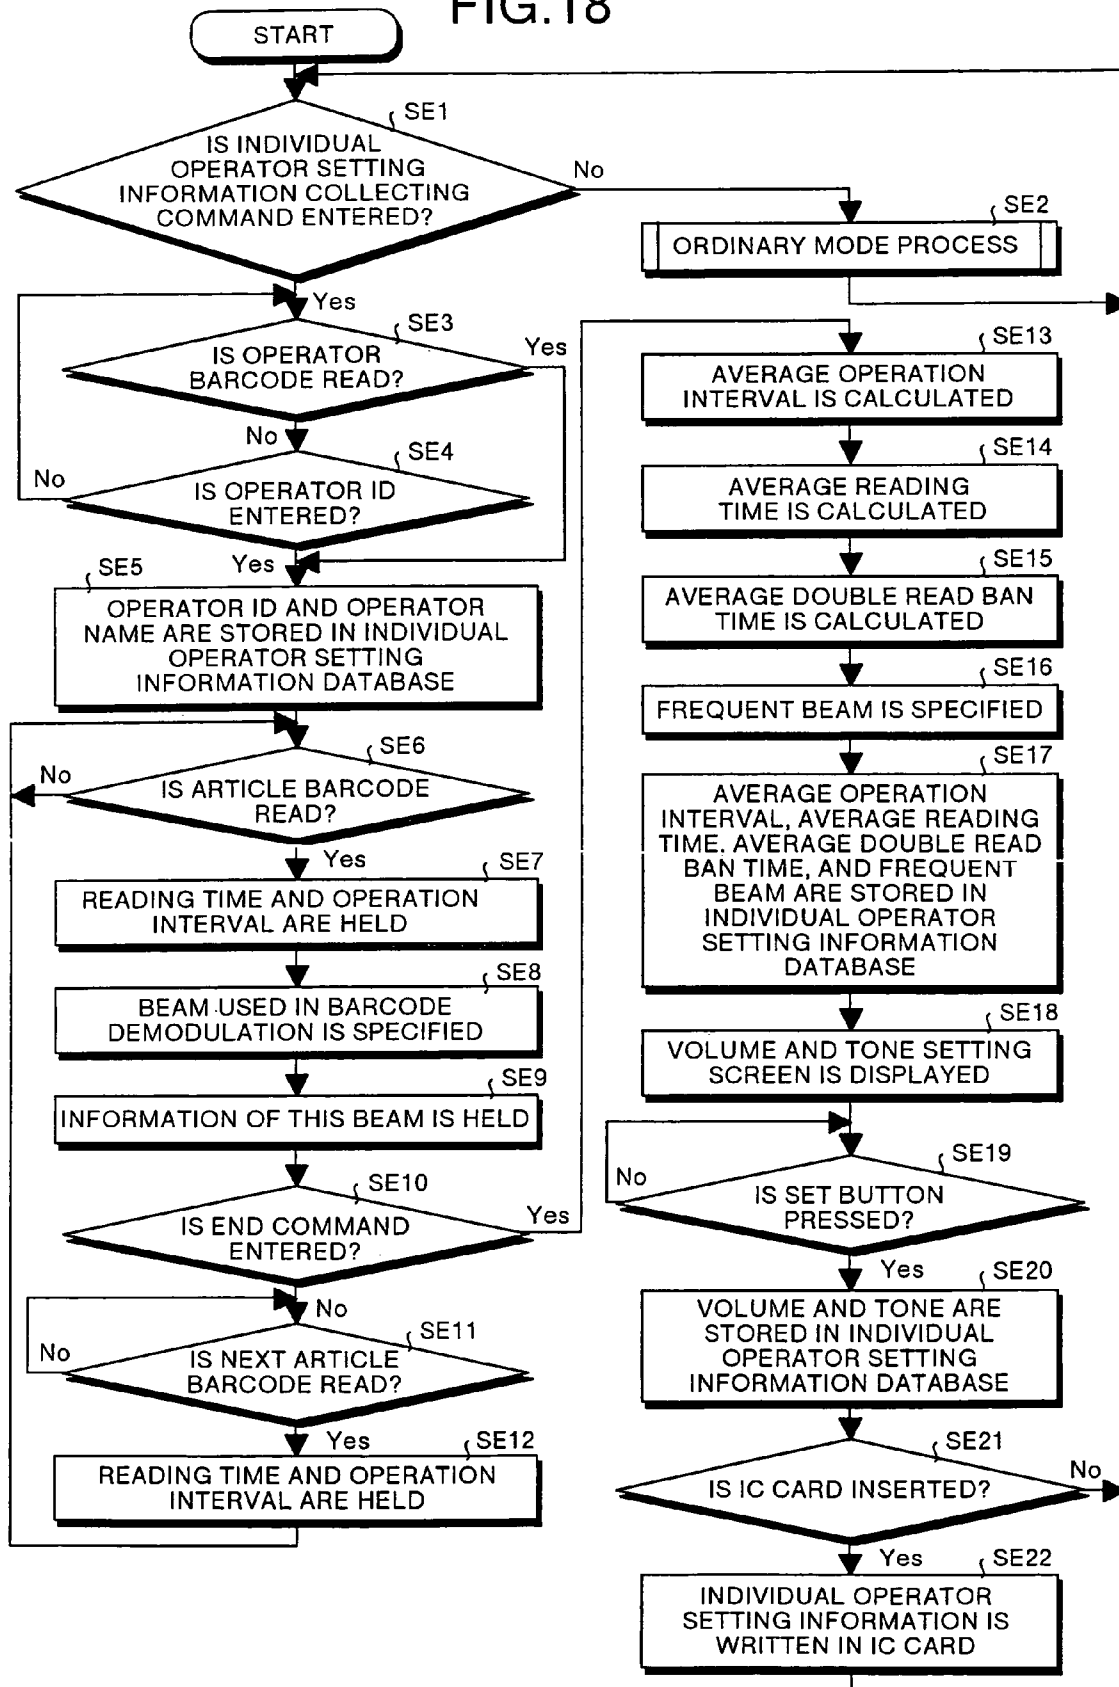 FIG.18
START
SE1
IS INDIVIDUAL
OPERATOR SETTING
INFORMATION COLLECTING
COMMAND ENTERED?
No
SE2
ORDINARY MODE PROCESS
Yes
SE3
IS OPERATOR
BARCODE READ?
Yes
No
SE4
IS OPERATOR ID
ENTERED?
No
Yes
SE5
OPERATOR ID AND OPERATOR
NAME ARE STORED IN INDIVIDUAL
OPERATOR SETTING
INFORMATION DATABASE
SE6
IS ARTICLE BARCODE
READ?
No
Yes
SE7
READING TIME AND OPERATION
INTERVAL ARE HELD
SE8
BEAM USED IN BARCODE
DEMODULATION IS SPECIFIED
SE9
INFORMATION OF THIS BEAM IS HELD
SE10
IS END COMMAND
ENTERED?
Yes
No
SE11
IS NEXT ARTICLE
BARCODE READ?
No
Yes
SE12
READING TIME AND OPERATION
INTERVAL ARE HELD
SE13
AVERAGE OPERATION
INTERVAL IS CALCULATED
SE14
AVERAGE READING
TIME IS CALCULATED
SE15
AVERAGE DOUBLE READ BAN
TIME IS CALCULATED
SE16
FREQUENT BEAM IS SPECIFIED
SE17
AVERAGE OPERATION
INTERVAL, AVERAGE READING
TIME, AVERAGE DOUBLE READ
BAN TIME, AND FREQUENT
BEAM ARE STORED IN
INDIVIDUAL OPERATOR
SETTING INFORMATION
DATABASE
SE18
VOLUME AND TONE SETTING
SCREEN IS DISPLAYED
SE19
IS SET BUTTON
PRESSED?
No
Yes
SE20
VOLUME AND TONE ARE
STORED IN INDIVIDUAL
OPERATOR SETTING
INFORMATION DATABASE
SE21
IS IC CARD INSERTED?
No
Yes
SE22
INDIVIDUAL OPERATOR
SETTING INFORMATION IS
WRITTEN IN IC CARD